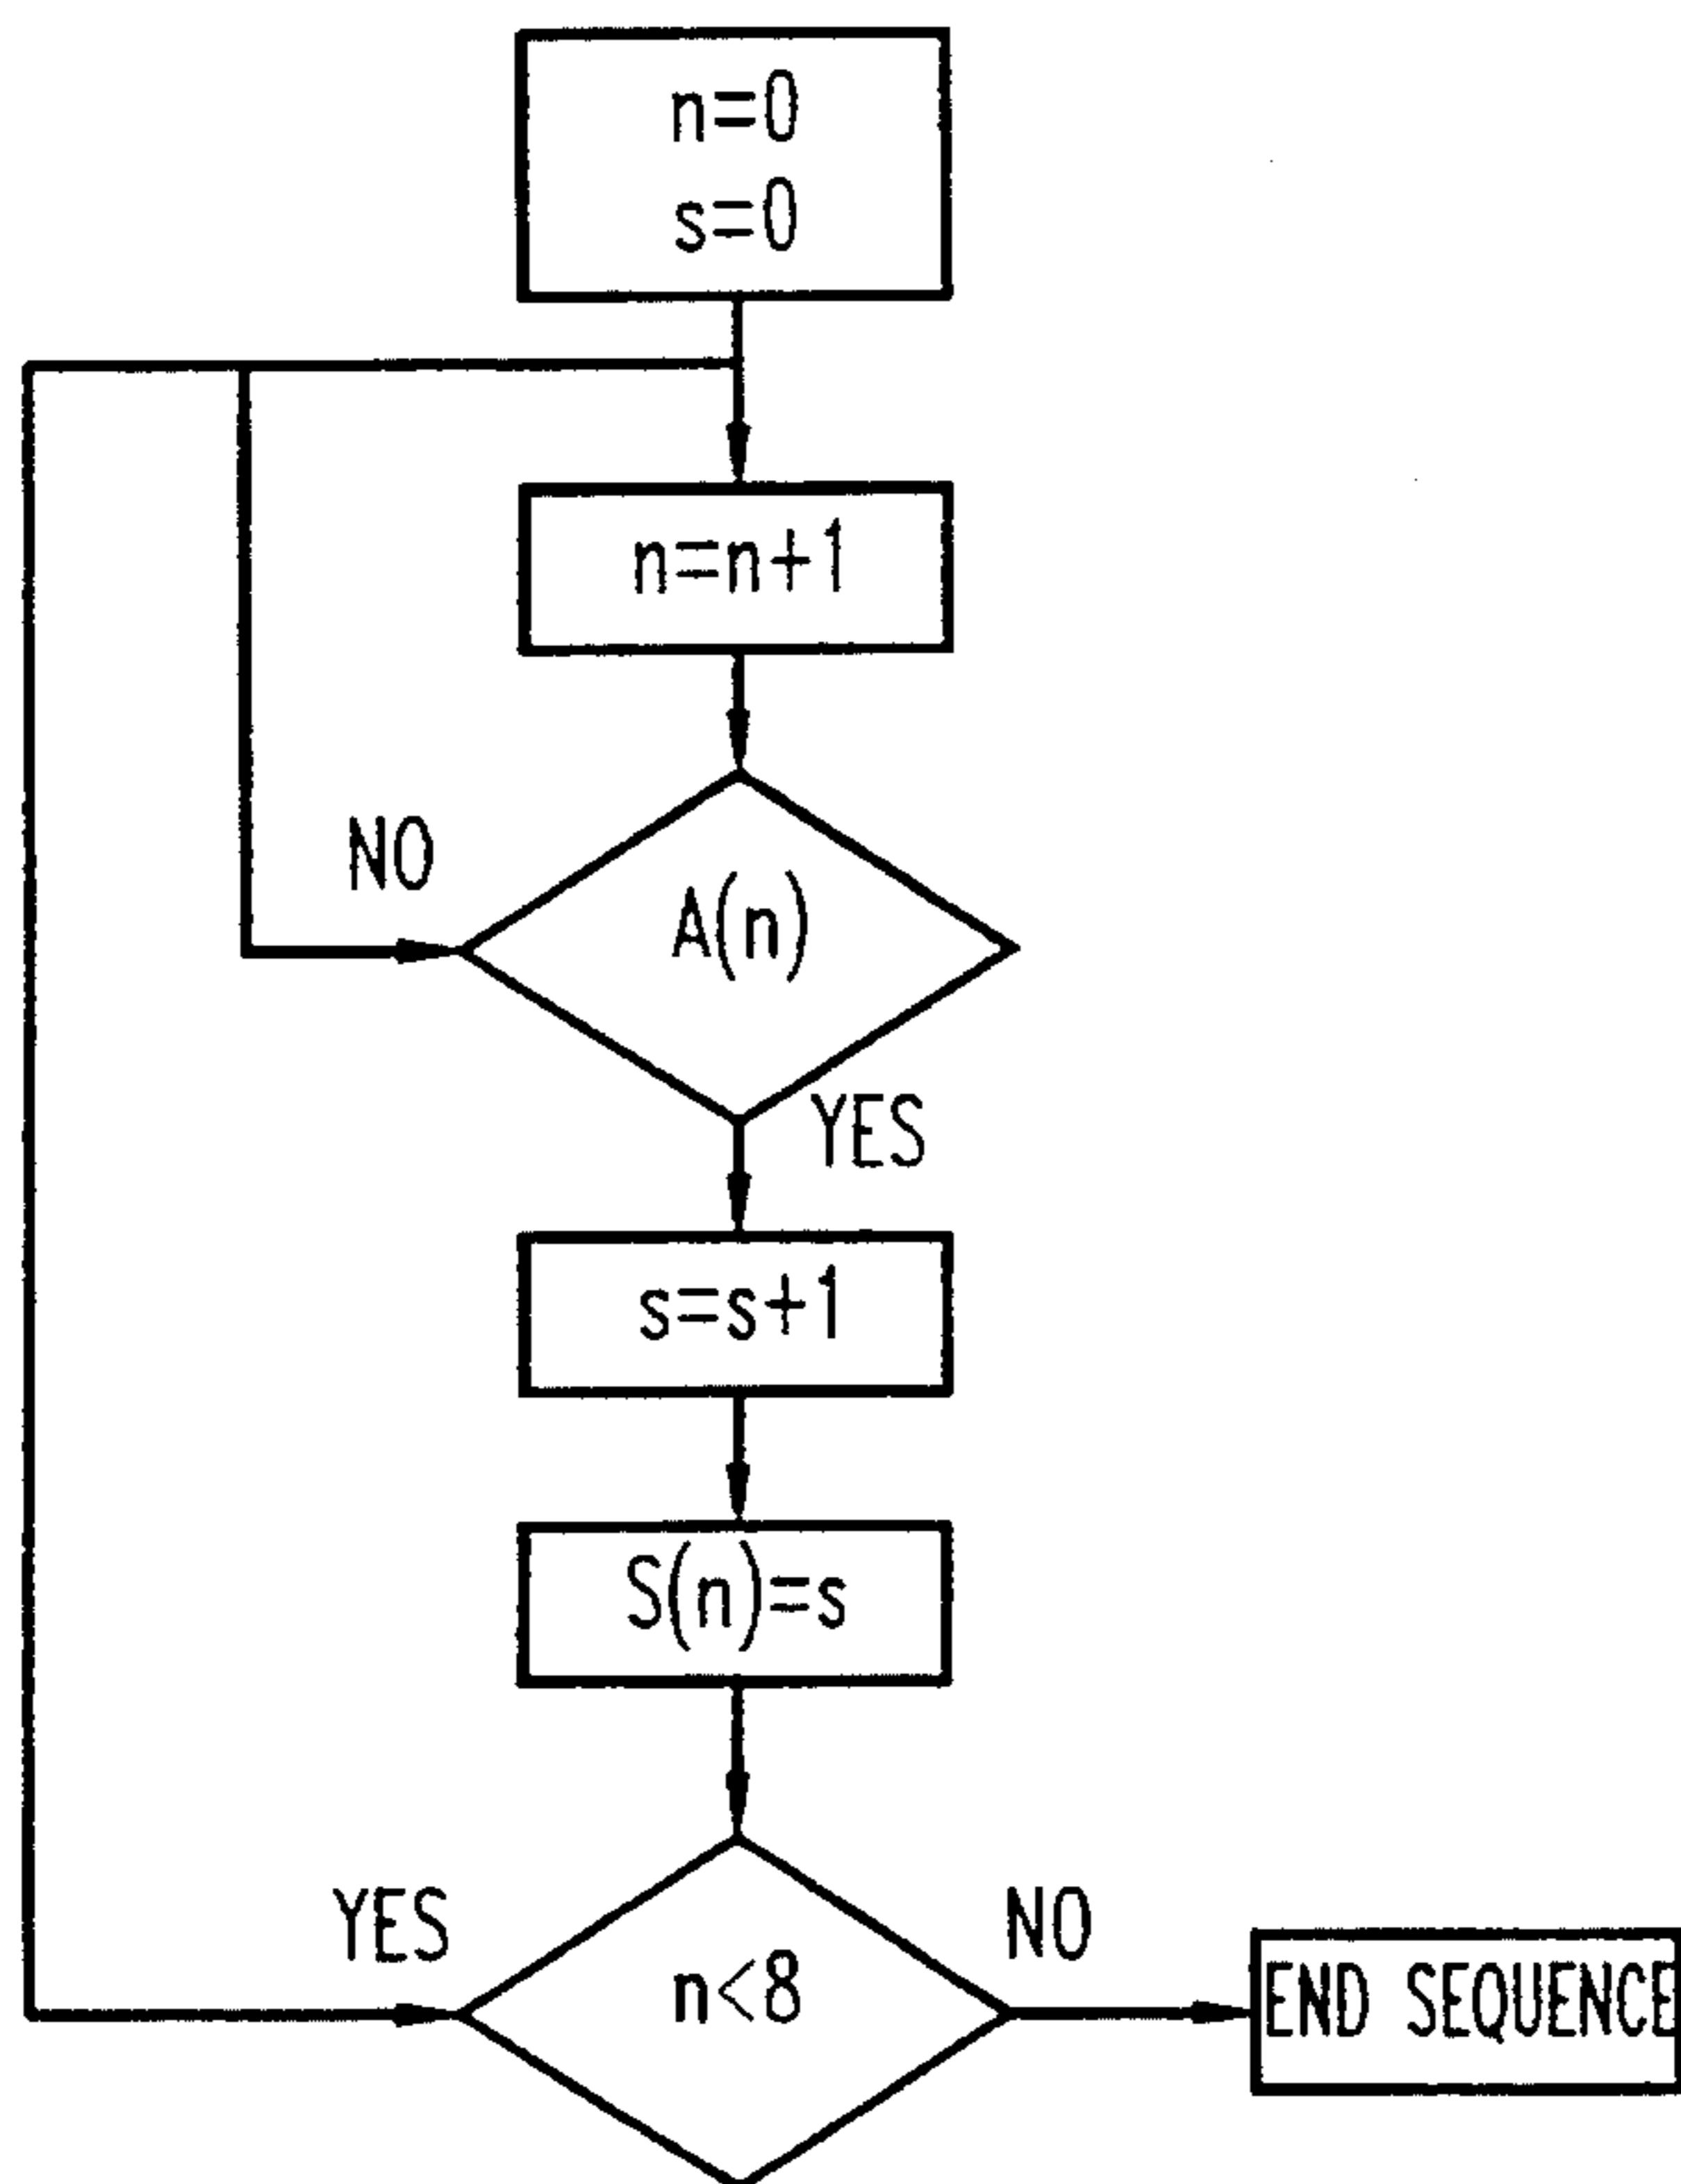 n=0
s=0
n=n+1
NO
A(n)
YES
s=s+1
S(n)=s
YES
n<8
NO
END SEQUENCE